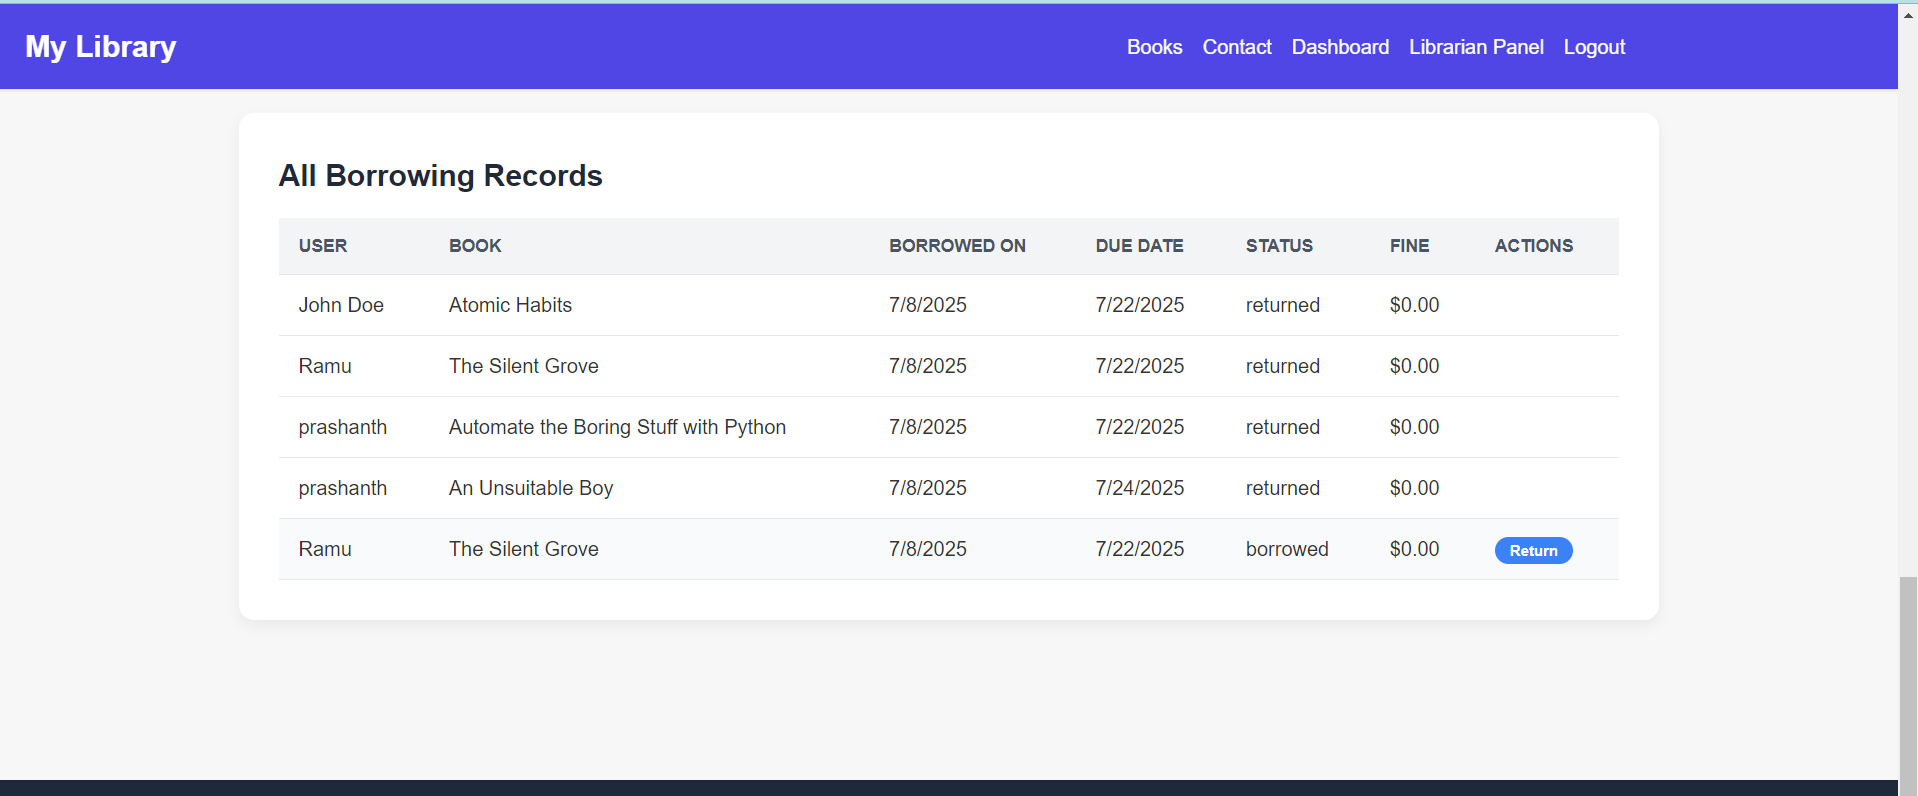 My Library
Books Contact Dashboard Librarian Panel Logout
All Borrowing Records
USER BOOK BORROWED ON DUE DATE STATUS FINE ACTIONS
John Doe Atomic Habits 7/8/2025 7/22/2025 returned $0.00
Ramu The Silent Grove 7/8/2025 7/22/2025 returned $0.00
prashanth Automate the Boring Stuff with Python 7/8/2025 7/22/2025 returned $0.00
prashanth An Unsuitable Boy 7/8/2025 7/24/2025 returned $0.00
Ramu The Silent Grove 7/8/2025 7/22/2025 borrowed $0.00 Return